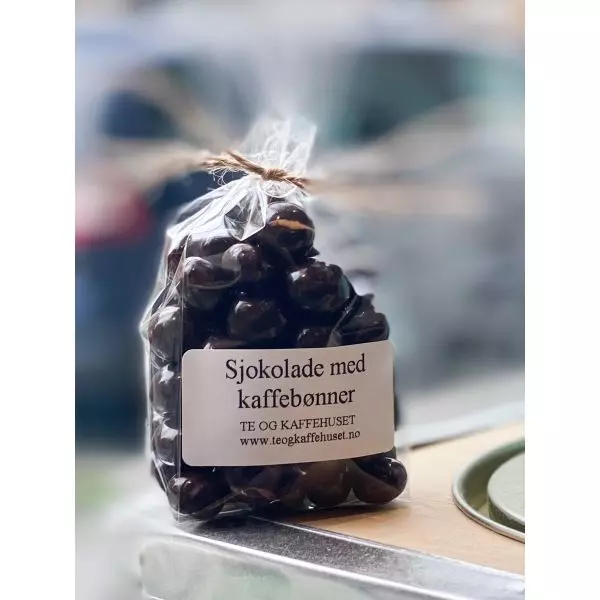 Sjokolade med
kaffebønner
TE OG KAFFEHUSET
www.teogkaffehuset.no